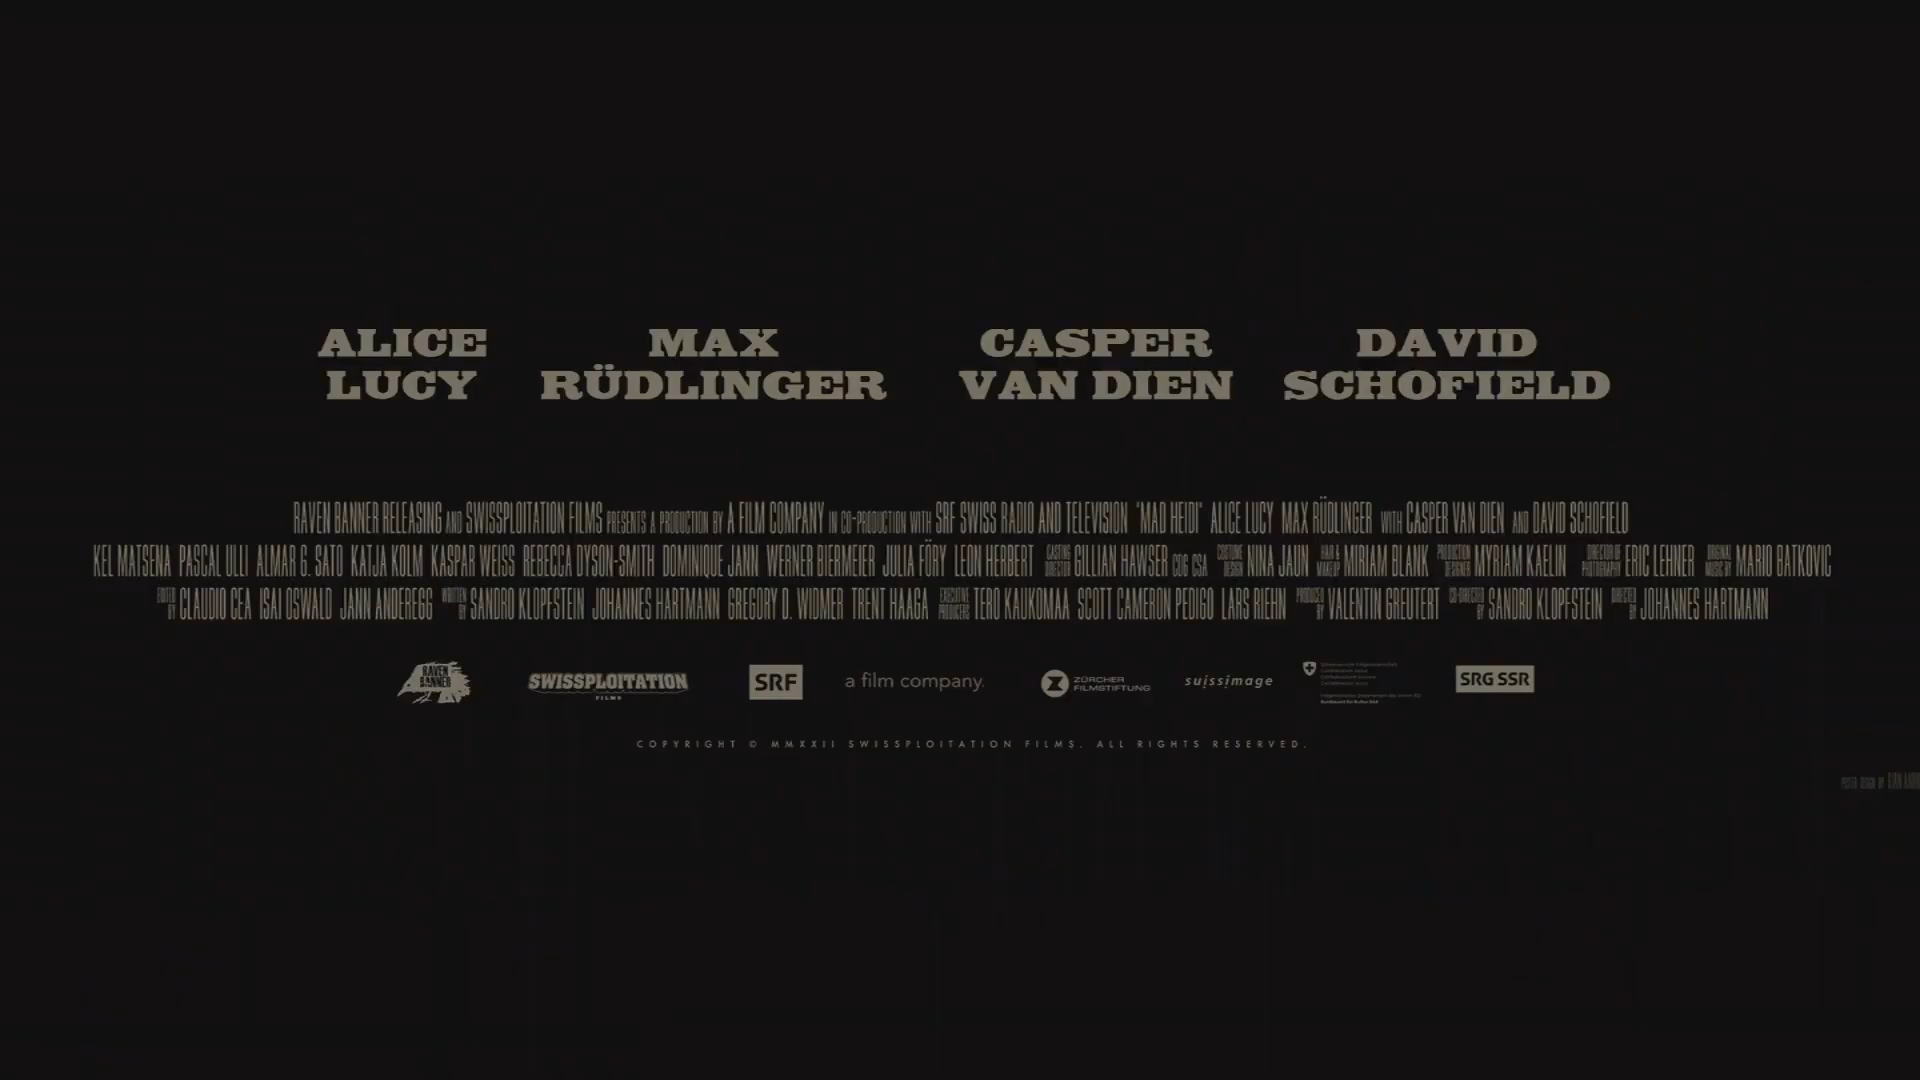 ALICE LUCY
MAX RÜDLINGER
CASPER VAN DIEN
DAVID SCHOFIELD
RAVEN BANNER RELEASING AND SWISSPLOITATION FILMS PRESENTS A PRODUCTION BY A FILM COMPANY IN CO-PRODUCTION WITH SRF SWISS RADIO AND TELEVISION "MAD HEIDI" ALICE LUCY MAX RÜDLINGER WITH CASPER VAN DIEN AND DAVID SCHOFIELD
KEL MATSENA PASCAL ULLI ALMAR G. SATO KATJA KOLM KASPAR WEISS REBECCA DYSON-SMITH DOMINIQUE JANN WERNER BIERMEIER JULIA FÖRY LEON HERBERT CASTING DIRECTOR GILLIAN HAWSER CDG CSA COSTUME DESIGN NINA JAUN HAIR & MAKEUP MIRIAM BLANK PRODUCTION DESIGNER MYRIAM KAELIN DIRECTOR OF PHOTOGRAPHY ERIC LEHNER ORIGINAL MUSIC BY MARIO BATKOVIC
EDITED BY CLAUDIO CEA ISAI OSWALD JANN ANDEREGG WRITTEN BY SANDRO KLOPFSTEIN JOHANNES HARTMANN GREGORY D. WIDMER TRENT HAAGA EXECUTIVE PRODUCERS TERO KAUKOMAA SCOTT CAMERON PEDIGO LARS RIEHN PRODUCED BY VALENTIN GREUTERT CO-DIRECTED BY SANDRO KLOPFSTEIN DIRECTED BY JOHANNES HARTMANN
RAVEN BANNER
SWISSPLOITATION FILMS
SRF
a film company.
ZÜRCHER FILMSTIFTUNG
suissimage
SRG SSR
COPYRIGHT © MMXXII SWISSPLOITATION FILMS. ALL RIGHTS RESERVED.
POSTER DESIGN BY